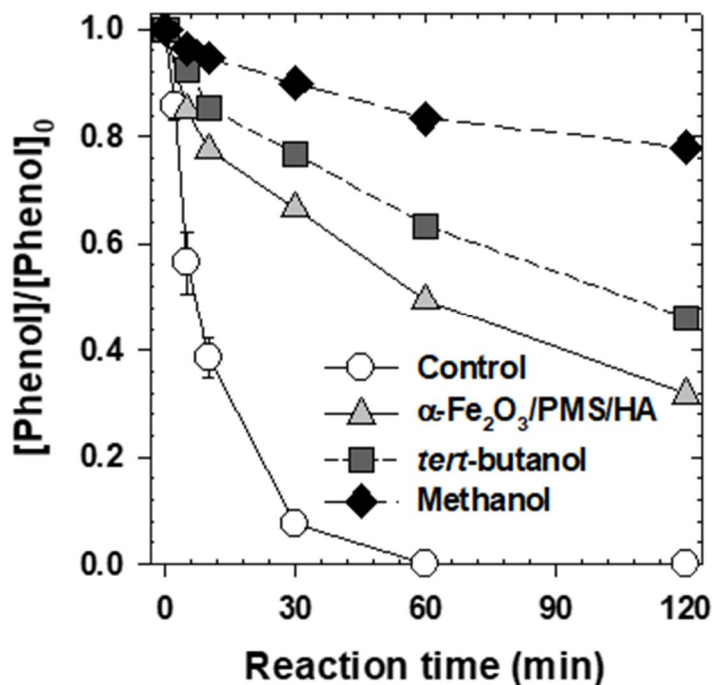 [Phenol]/[Phenol]₀
1.0
0.8
0.6
0.4
0.2
0.0
Control
α-Fe₂O₃/PMS/HA
tert-butanol
Methanol
0 30 60 90 120
Reaction time (min)